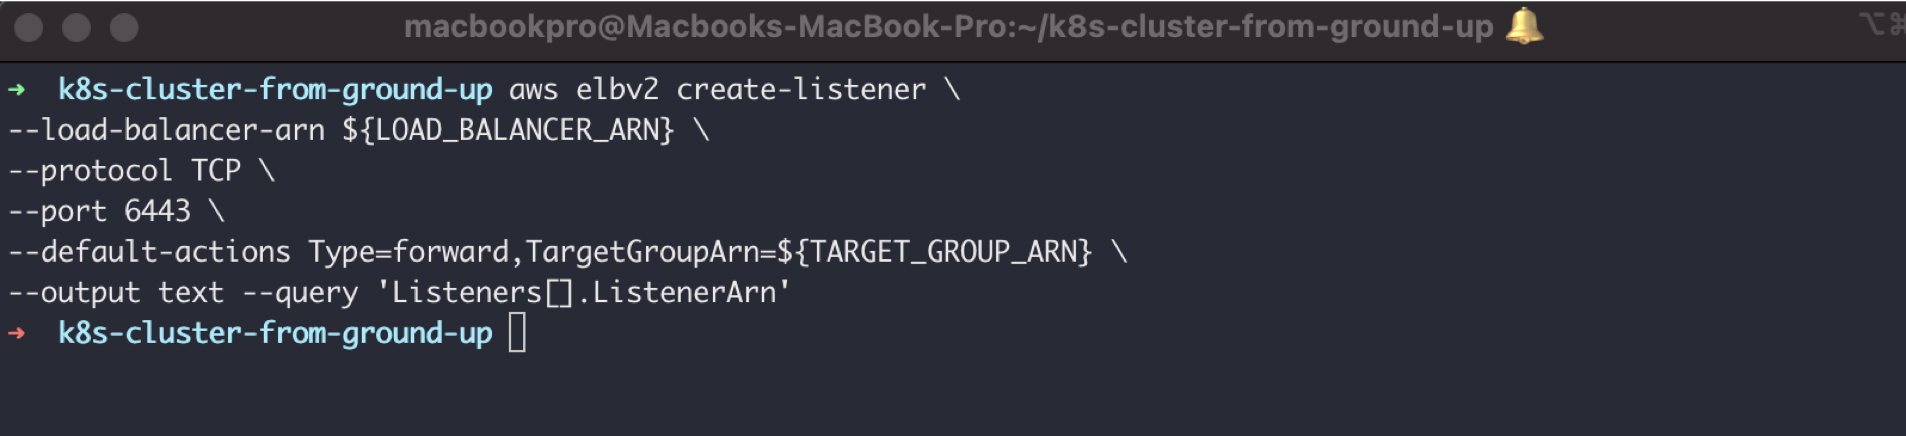 macbookpro@Macbooks-MacBook-Pro:~/k8s-cluster-from-ground-up 🔔 ⌥⌘
➜ k8s-cluster-from-ground-up aws elbv2 create-listener \
--load-balancer-arn ${LOAD_BALANCER_ARN} \
--protocol TCP \
--port 6443 \
--default-actions Type=forward,TargetGroupArn=${TARGET_GROUP_ARN} \
--output text --query 'Listeners[].ListenerArn'
➜ k8s-cluster-from-ground-up